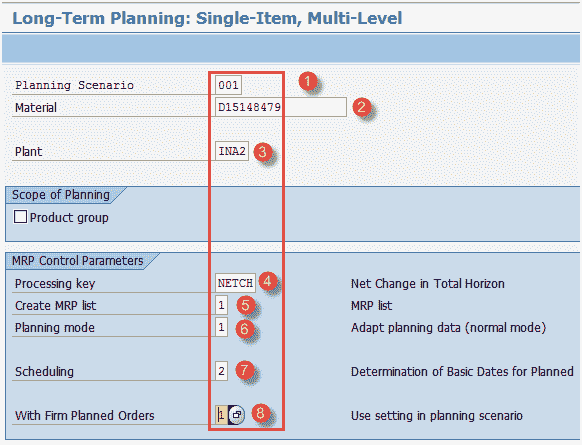 Long-Term Planning: Single-Item, Multi-Level
Planning Scenario 001 1
Material D15148479 2
Plant INA2 3
Scope of Planning
Product group
MRP Control Parameters
Processing key NETCH 4 Net Change in Total Horizon
Create MRP list 1 5 MRP list
Planning mode 1 6 Adapt planning data (normal mode)
Scheduling 2 7 Determination of Basic Dates for Planned
With Firm Planned Orders 1 8 Use setting in planning scenario